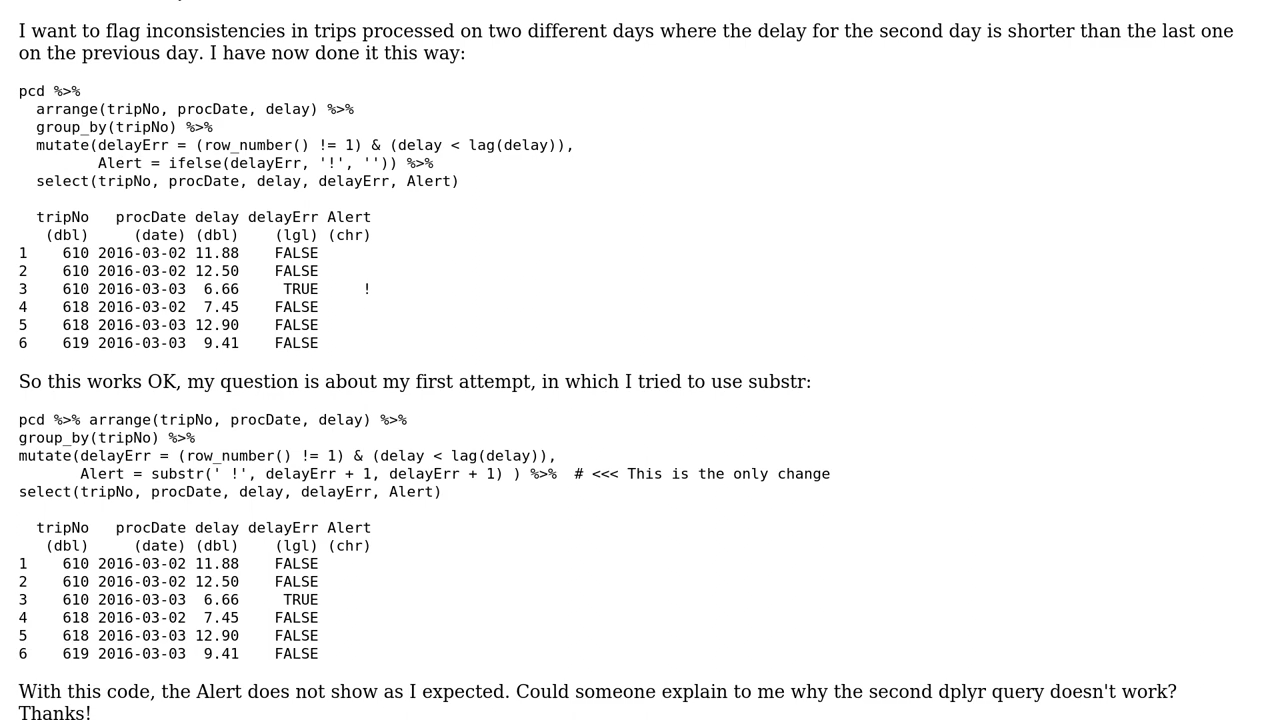 I want to flag inconsistencies in trips processed on two different days where the delay for the second day is shorter than the last one
on the previous day. I have now done it this way:
pcd %>%
  arrange(tripNo, procDate, delay) %>%
  group_by(tripNo) %>%
  mutate(delayErr = (row_number() != 1) & (delay < lag(delay)),
         Alert = ifelse(delayErr, '!', '')) %>%
  select(tripNo, procDate, delay, delayErr, Alert)
  tripNo   procDate delay delayErr Alert
   (dbl)     (date) (dbl)    (lgl) (chr)
1    610 2016-03-02 11.88    FALSE
2    610 2016-03-02 12.50    FALSE
3    610 2016-03-03  6.66     TRUE     !
4    618 2016-03-02  7.45    FALSE
5    618 2016-03-03 12.90    FALSE
6    619 2016-03-03  9.41    FALSE
So this works OK, my question is about my first attempt, in which I tried to use substr:
pcd %>% arrange(tripNo, procDate, delay) %>%
group_by(tripNo) %>%
mutate(delayErr = (row_number() != 1) & (delay < lag(delay)),
       Alert = substr(' !', delayErr + 1, delayErr + 1) ) %>%  # <<< This is the only change
select(tripNo, procDate, delay, delayErr, Alert)
  tripNo   procDate delay delayErr Alert
   (dbl)     (date) (dbl)    (lgl) (chr)
1    610 2016-03-02 11.88    FALSE
2    610 2016-03-02 12.50    FALSE
3    610 2016-03-03  6.66     TRUE
4    618 2016-03-02  7.45    FALSE
5    618 2016-03-03 12.90    FALSE
6    619 2016-03-03  9.41    FALSE
With this code, the Alert does not show as I expected. Could someone explain to me why the second dplyr query doesn't work?
Thanks!